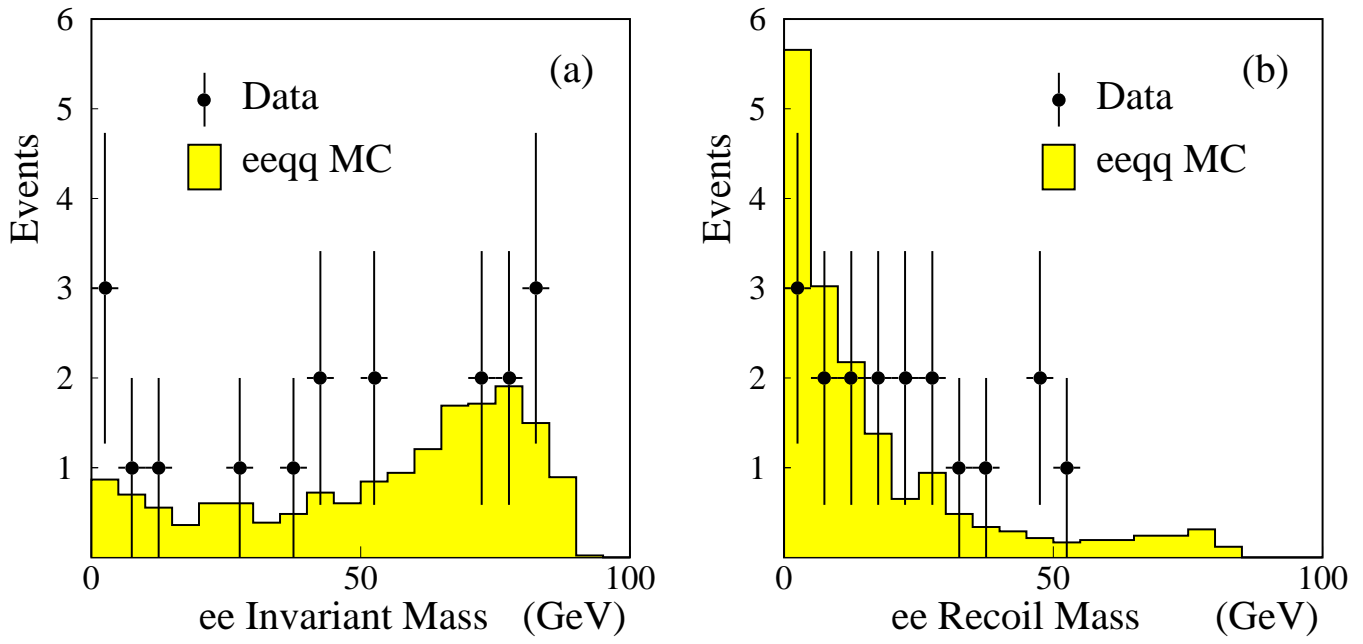 6
5
4
3
2
1
Events
(a)
Data
eeqq MC
0
50
100
ee Invariant Mass (GeV)
6
5
4
3
2
1
Events
(b)
Data
eeqq MC
0
50
100
ee Recoil Mass (GeV)